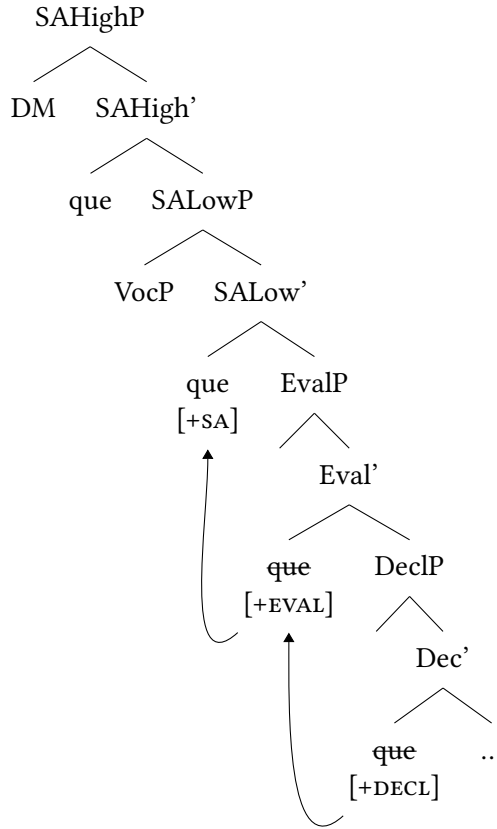 SAHighP
DM SAHigh’
que SALowP
VocP SALow’
que EvalP
[+SA]
Eval’
que DeclP
[+EVAL]
Dec’
que ..
[+DECL]